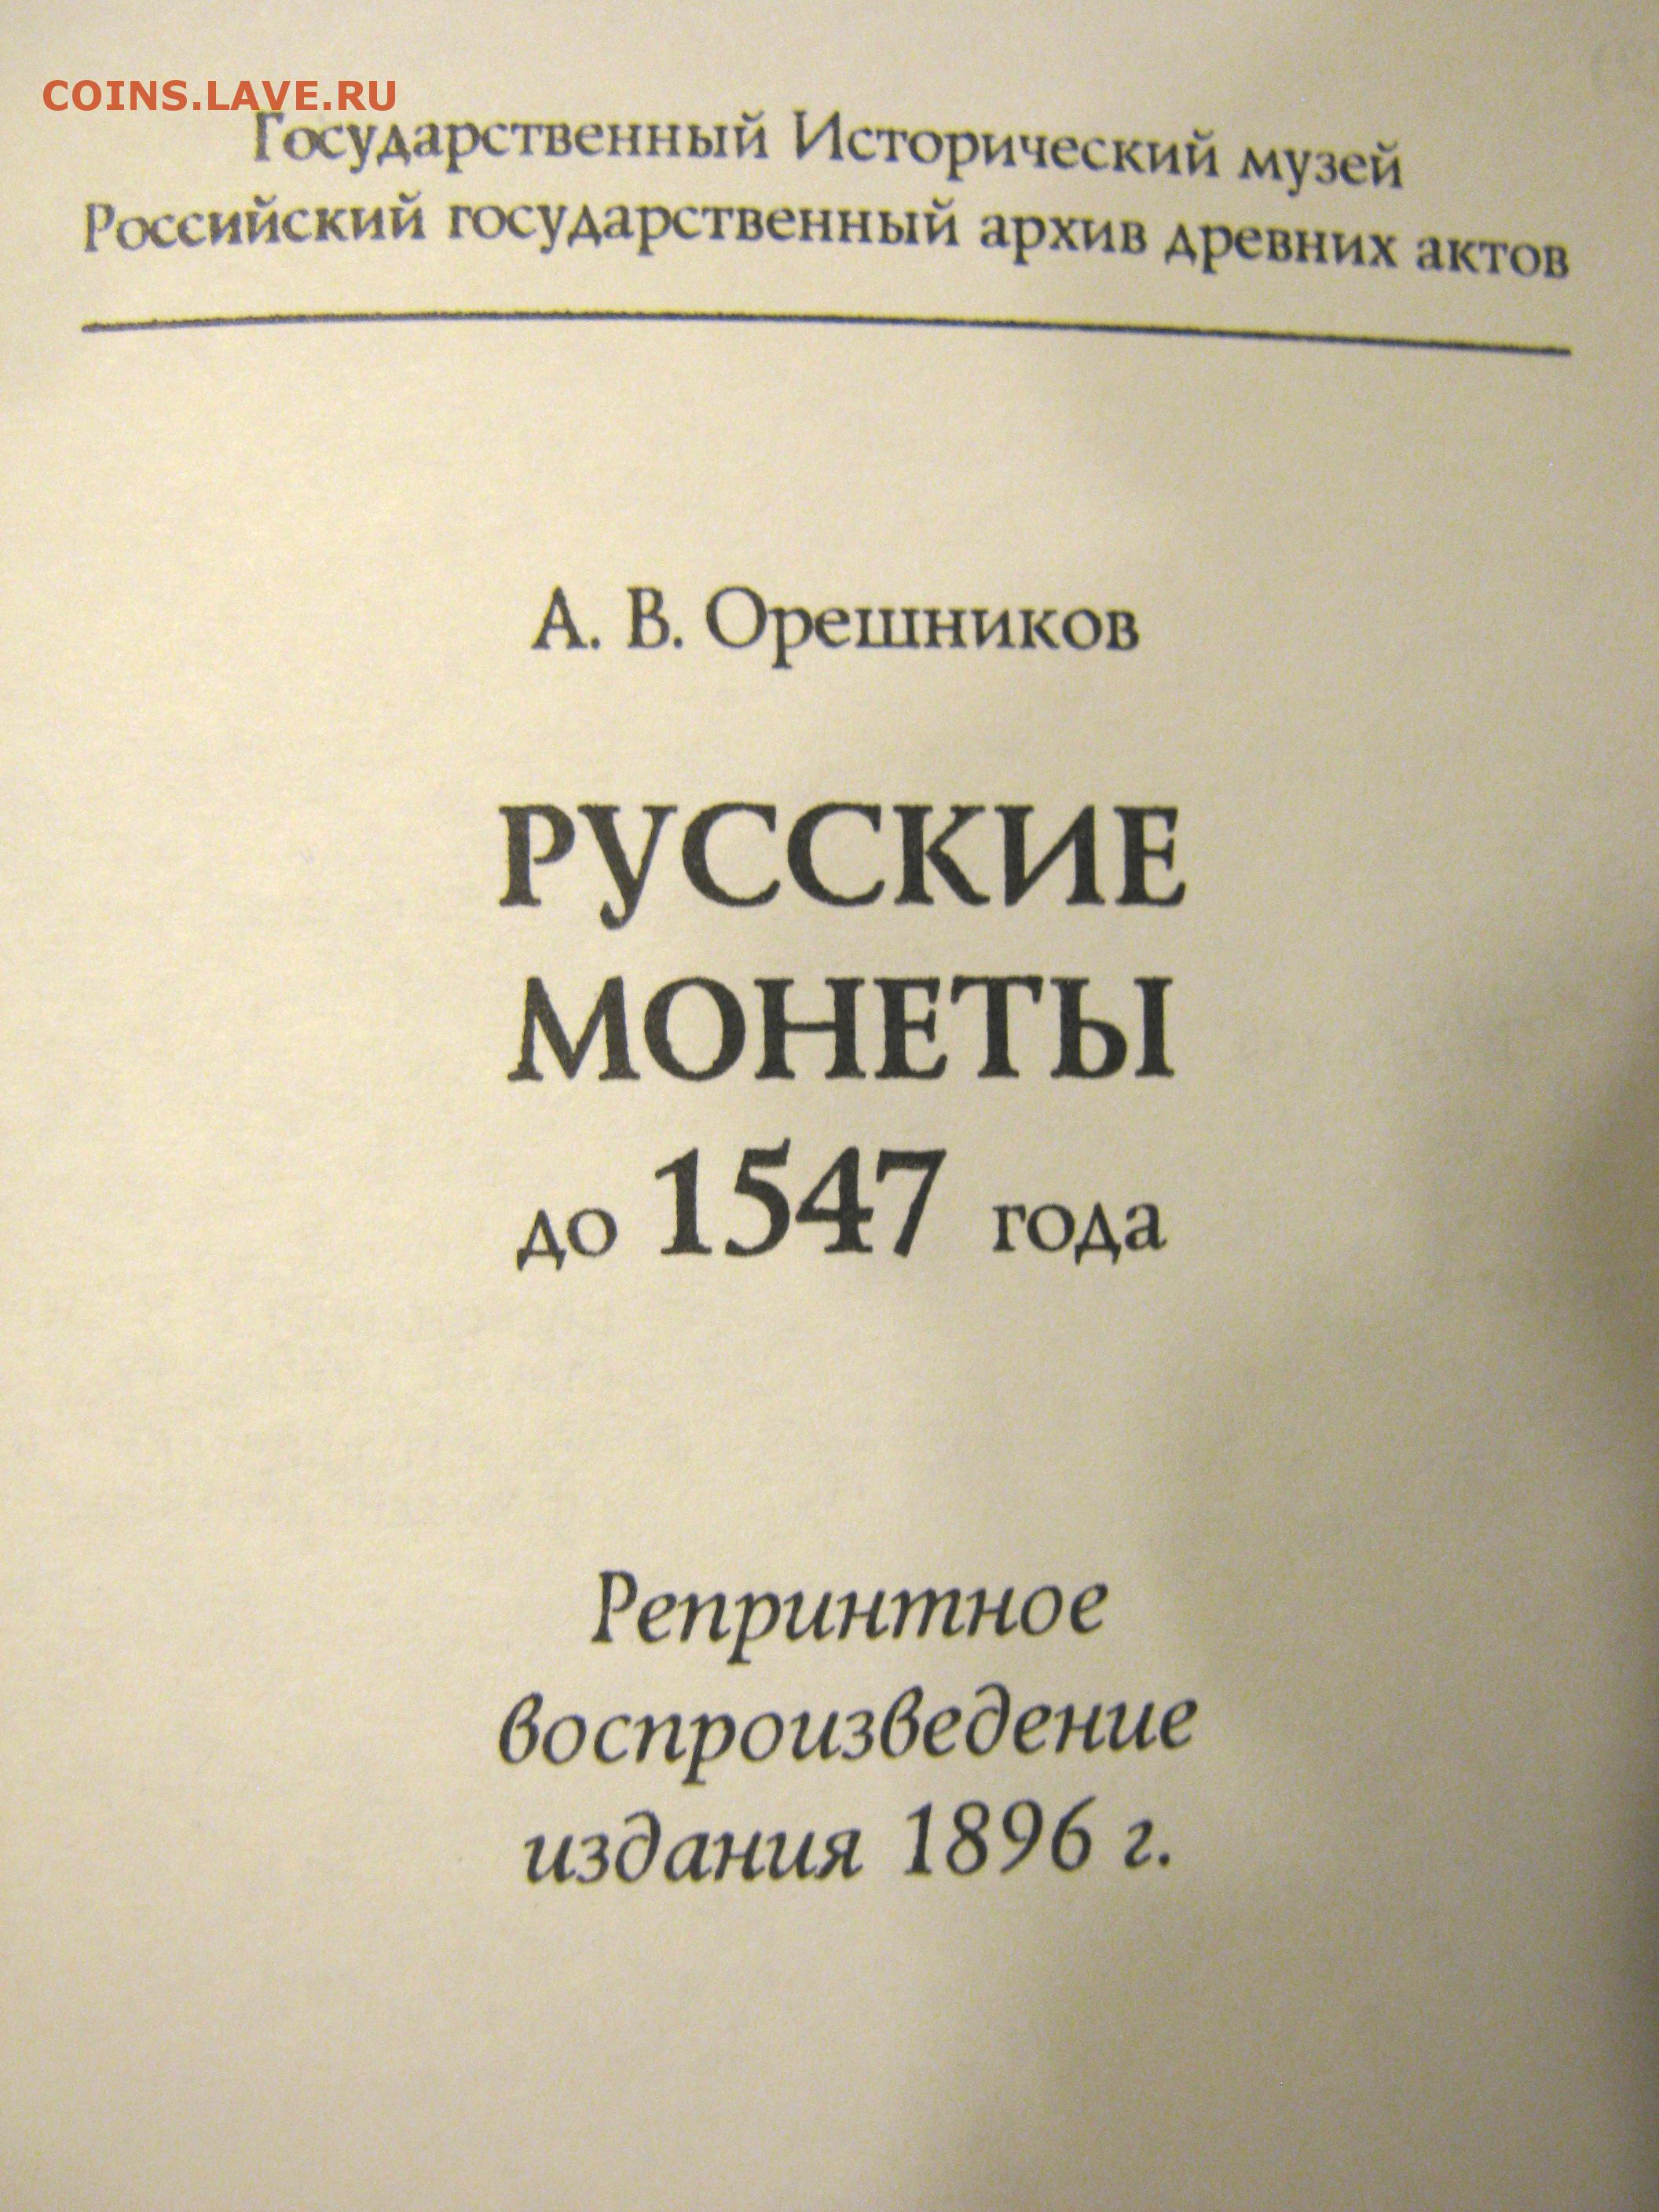 COINS.LAVE.RU
Государственный Исторический музей
Российский государственный архив древних актов
А. В. Орешников
РУССКИЕ
МОНЕТЫ
до 1547 года
Репринтное
воспроизведение
издания 1896 г.